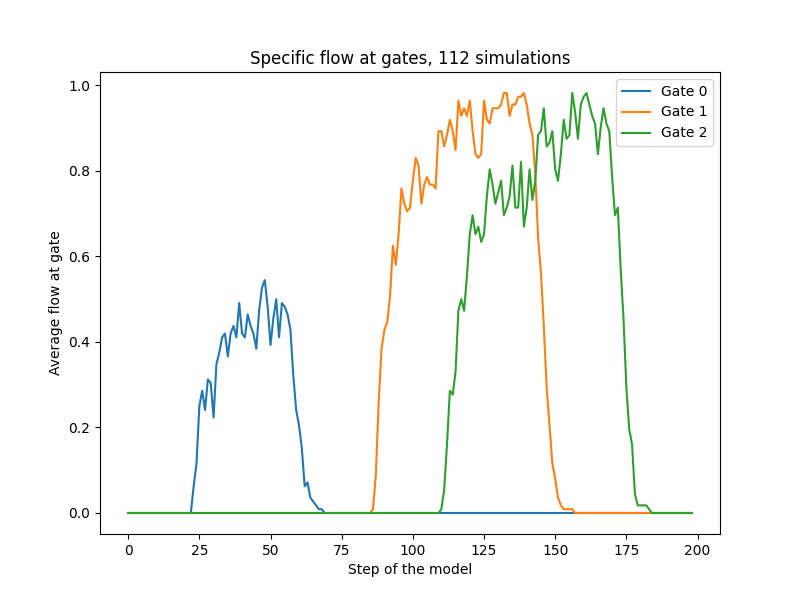 Specific flow at gates, 112 simulations
Gate 0
Gate 1
Gate 2
Average flow at gate
1.0
0.8
0.6
0.4
0.2
0.0
0 25 50 75 100 125 150 175 200
Step of the model